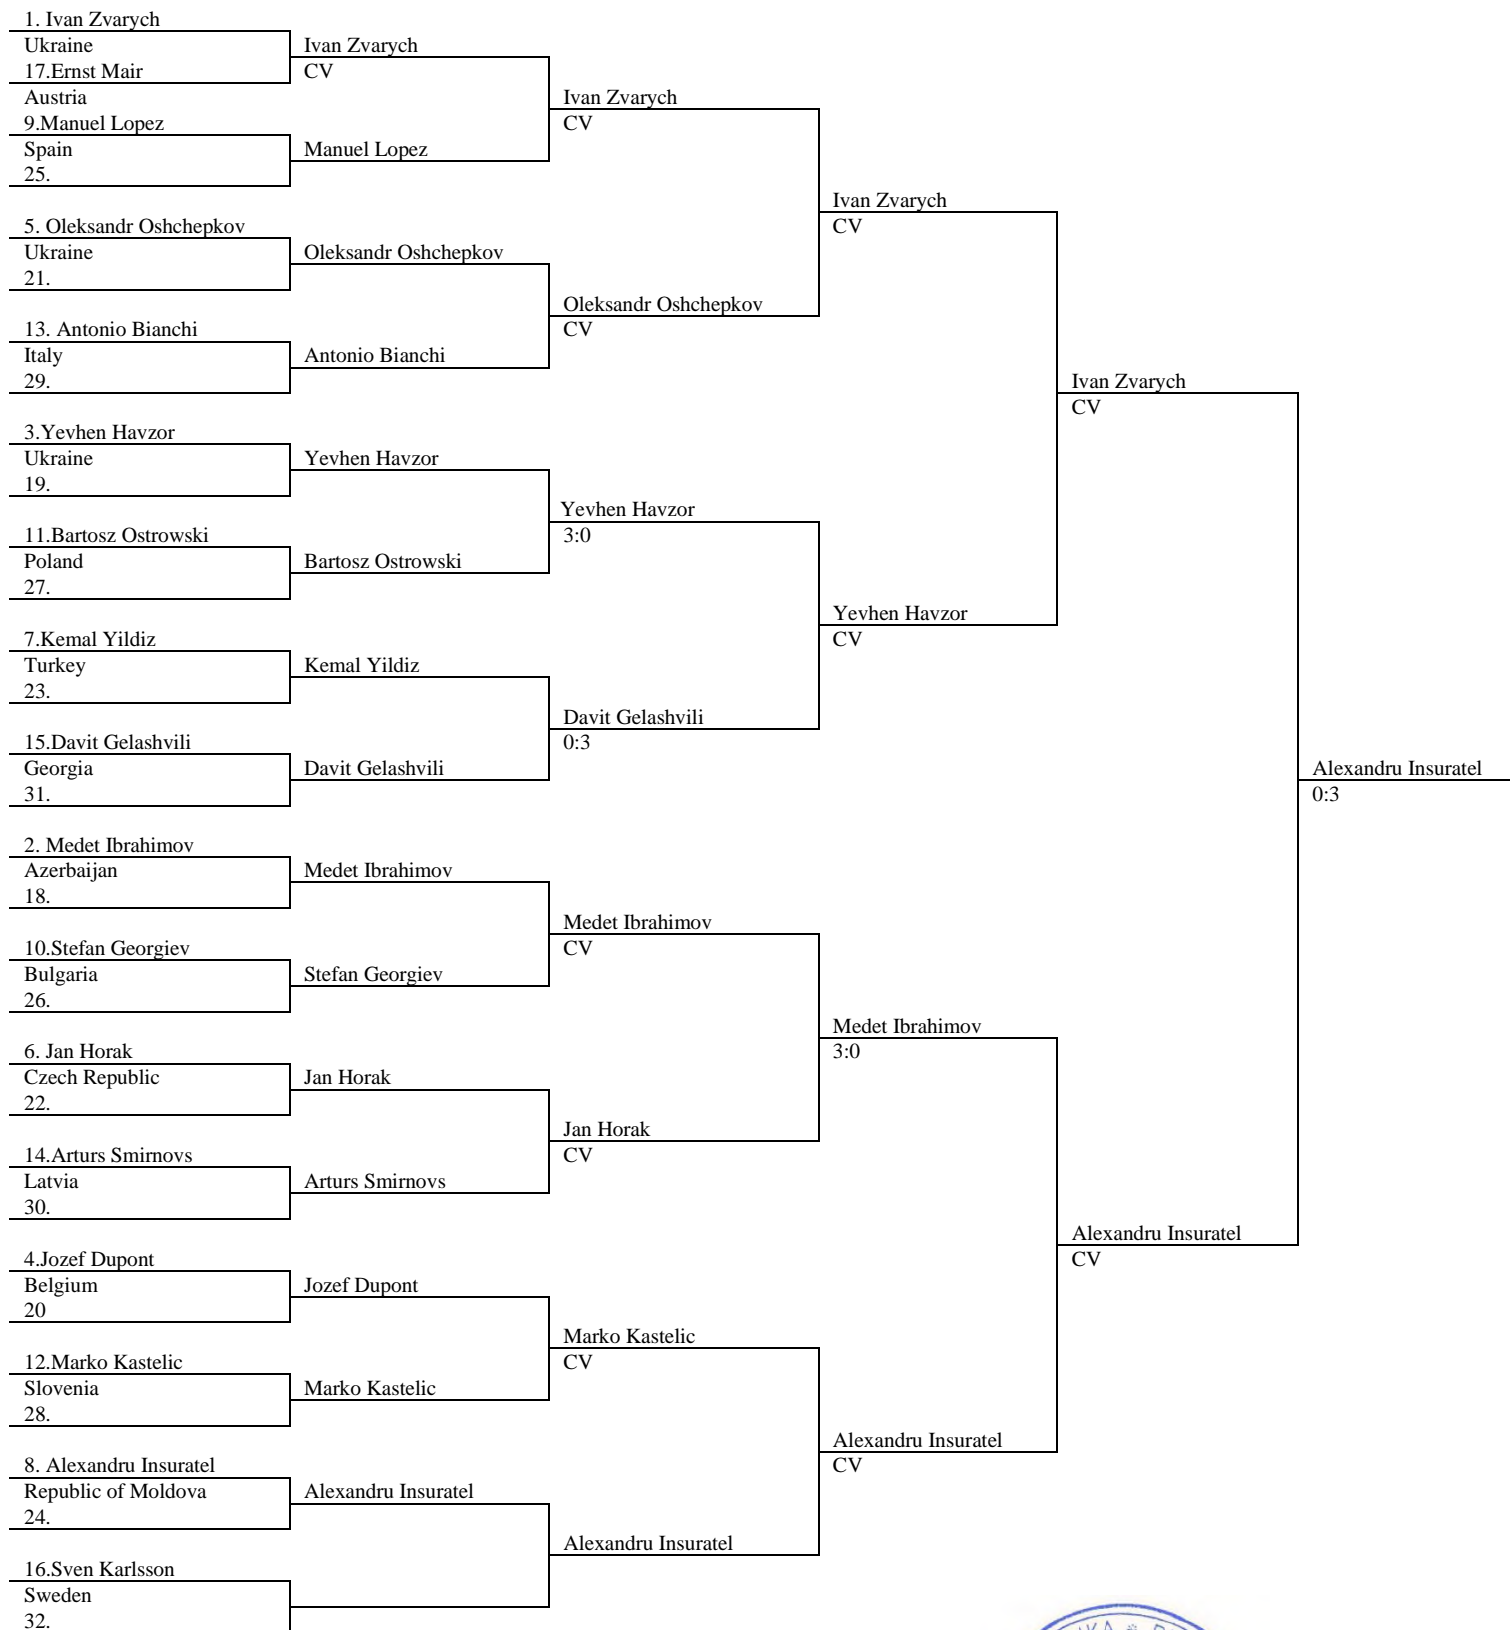 1. Ivan Zvarych
Ukraine
17.Ernst Mair
Austria
9.Manuel Lopez
Spain
25.
5. Oleksandr Oshchepkov
Ukraine
21.
13. Antonio Bianchi
Italy
29.
3.Yevhen Havzor
Ukraine
19.
11.Bartosz Ostrowski
Poland
27.
7.Kemal Yildiz
Turkey
23.
15.Davit Gelashvili
Georgia
31.
2. Medet Ibrahimov
Azerbaijan
18.
10.Stefan Georgiev
Bulgaria
26.
6. Jan Horak
Czech Republic
22.
14.Arturs Smirnovs
Latvia
30.
4.Jozef Dupont
Belgium
20
12.Marko Kastelic
Slovenia
28.
8. Alexandru Insuratel
Republic of Moldova
24.
16.Sven Karlsson
Sweden
32.
Ivan Zvarych
CV
Manuel Lopez
Oleksandr Oshchepkov
Antonio Bianchi
Yevhen Havzor
Bartosz Ostrowski
Kemal Yildiz
Davit Gelashvili
Medet Ibrahimov
Stefan Georgiev
Jan Horak
Arturs Smirnovs
Jozef Dupont
Marko Kastelic
Alexandru Insuratel
Ivan Zvarych
CV
Oleksandr Oshchepkov
CV
Yevhen Havzor
3:0
Davit Gelashvili
0:3
Medet Ibrahimov
CV
Jan Horak
CV
Marko Kastelic
CV
Alexandru Insuratel
Ivan Zvarych
CV
Yevhen Havzor
CV
Medet Ibrahimov
3:0
Alexandru Insuratel
CV
Ivan Zvarych
CV
Alexandru Insuratel
CV
Alexandru Insuratel
0:3